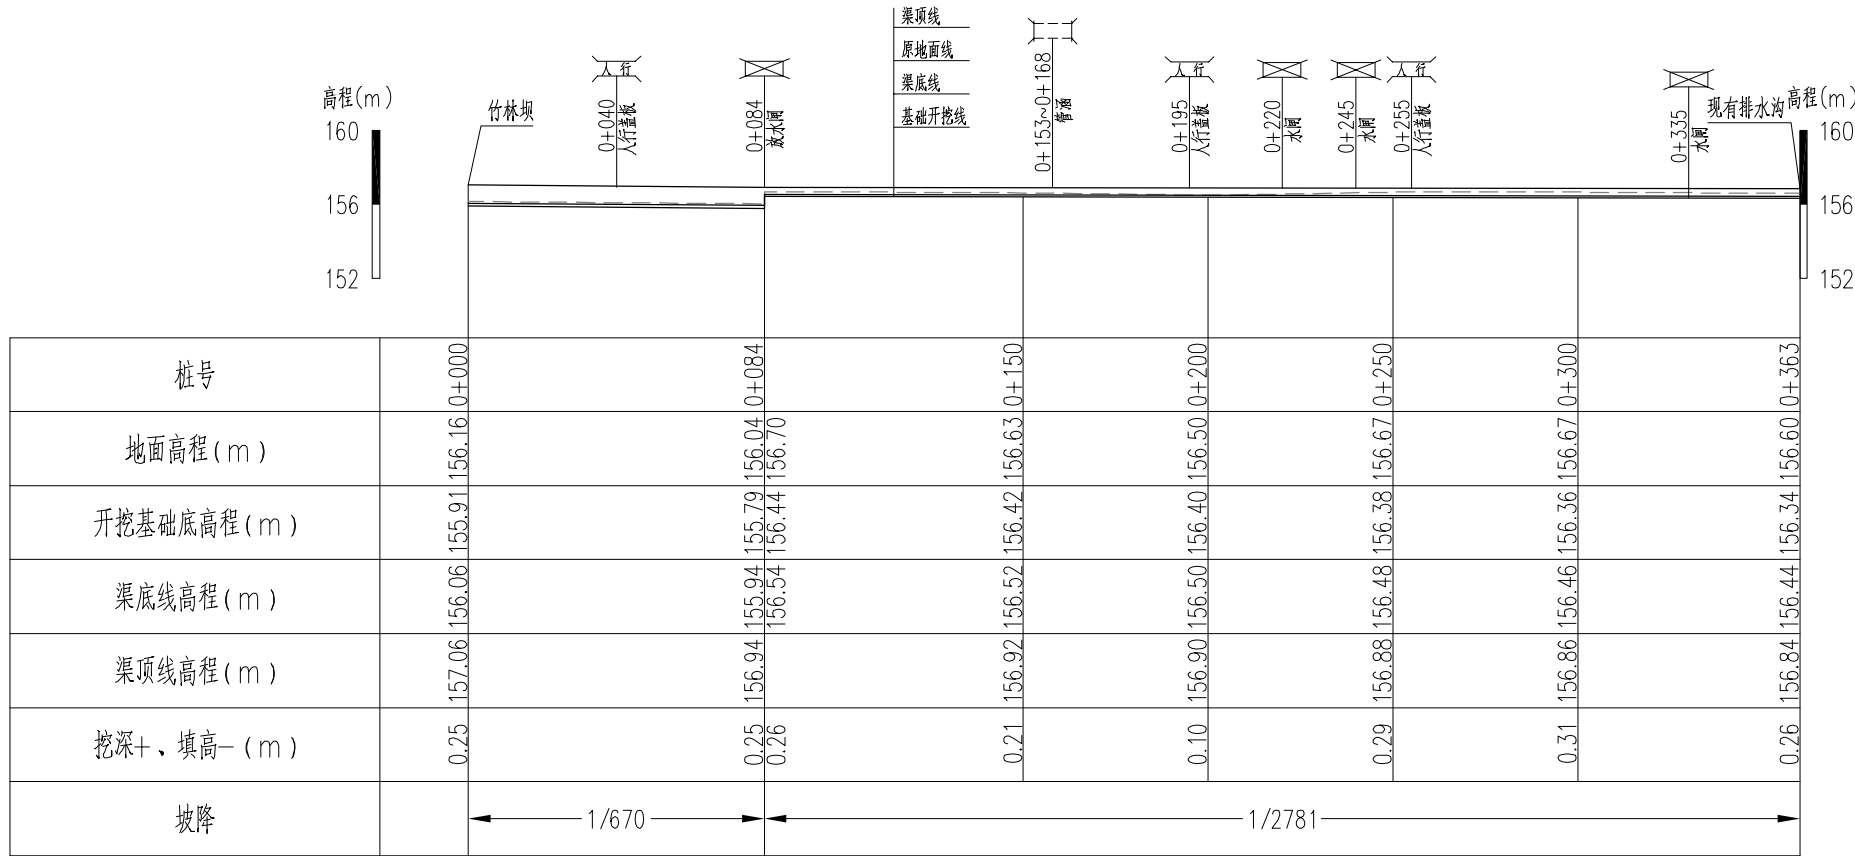 渠顶线
原地面线
渠底线
基础开挖线
高程(m)
160
156
152
竹林坝
人行
0+040
人行盖板
0+084
放水闸
0+153~0+168
管涵
人行
0+195
人行盖板
0+220
水闸
0+245
水闸
人行
0+255
人行盖板
0+335
水闸
现有排水沟
高程(m)
160
156
152
桩号 0+000 0+084 0+150 0+200 0+250 0+300 0+363
地面高程(m) 156.16 156.04 156.70 156.63 156.50 156.67 156.67 156.60
开挖基础底高程(m) 155.91 155.79 156.44 156.42 156.40 156.38 156.36 156.34
渠底线高程(m) 156.06 155.94 156.54 156.52 156.50 156.48 156.46 156.44
渠顶线高程(m) 157.06 156.94 156.92 156.90 156.88 156.86 156.84
挖深+、填高-(m) 0.25 0.25 0.26 0.21 0.10 0.29 0.31 0.26
坡降 1/670 1/2781